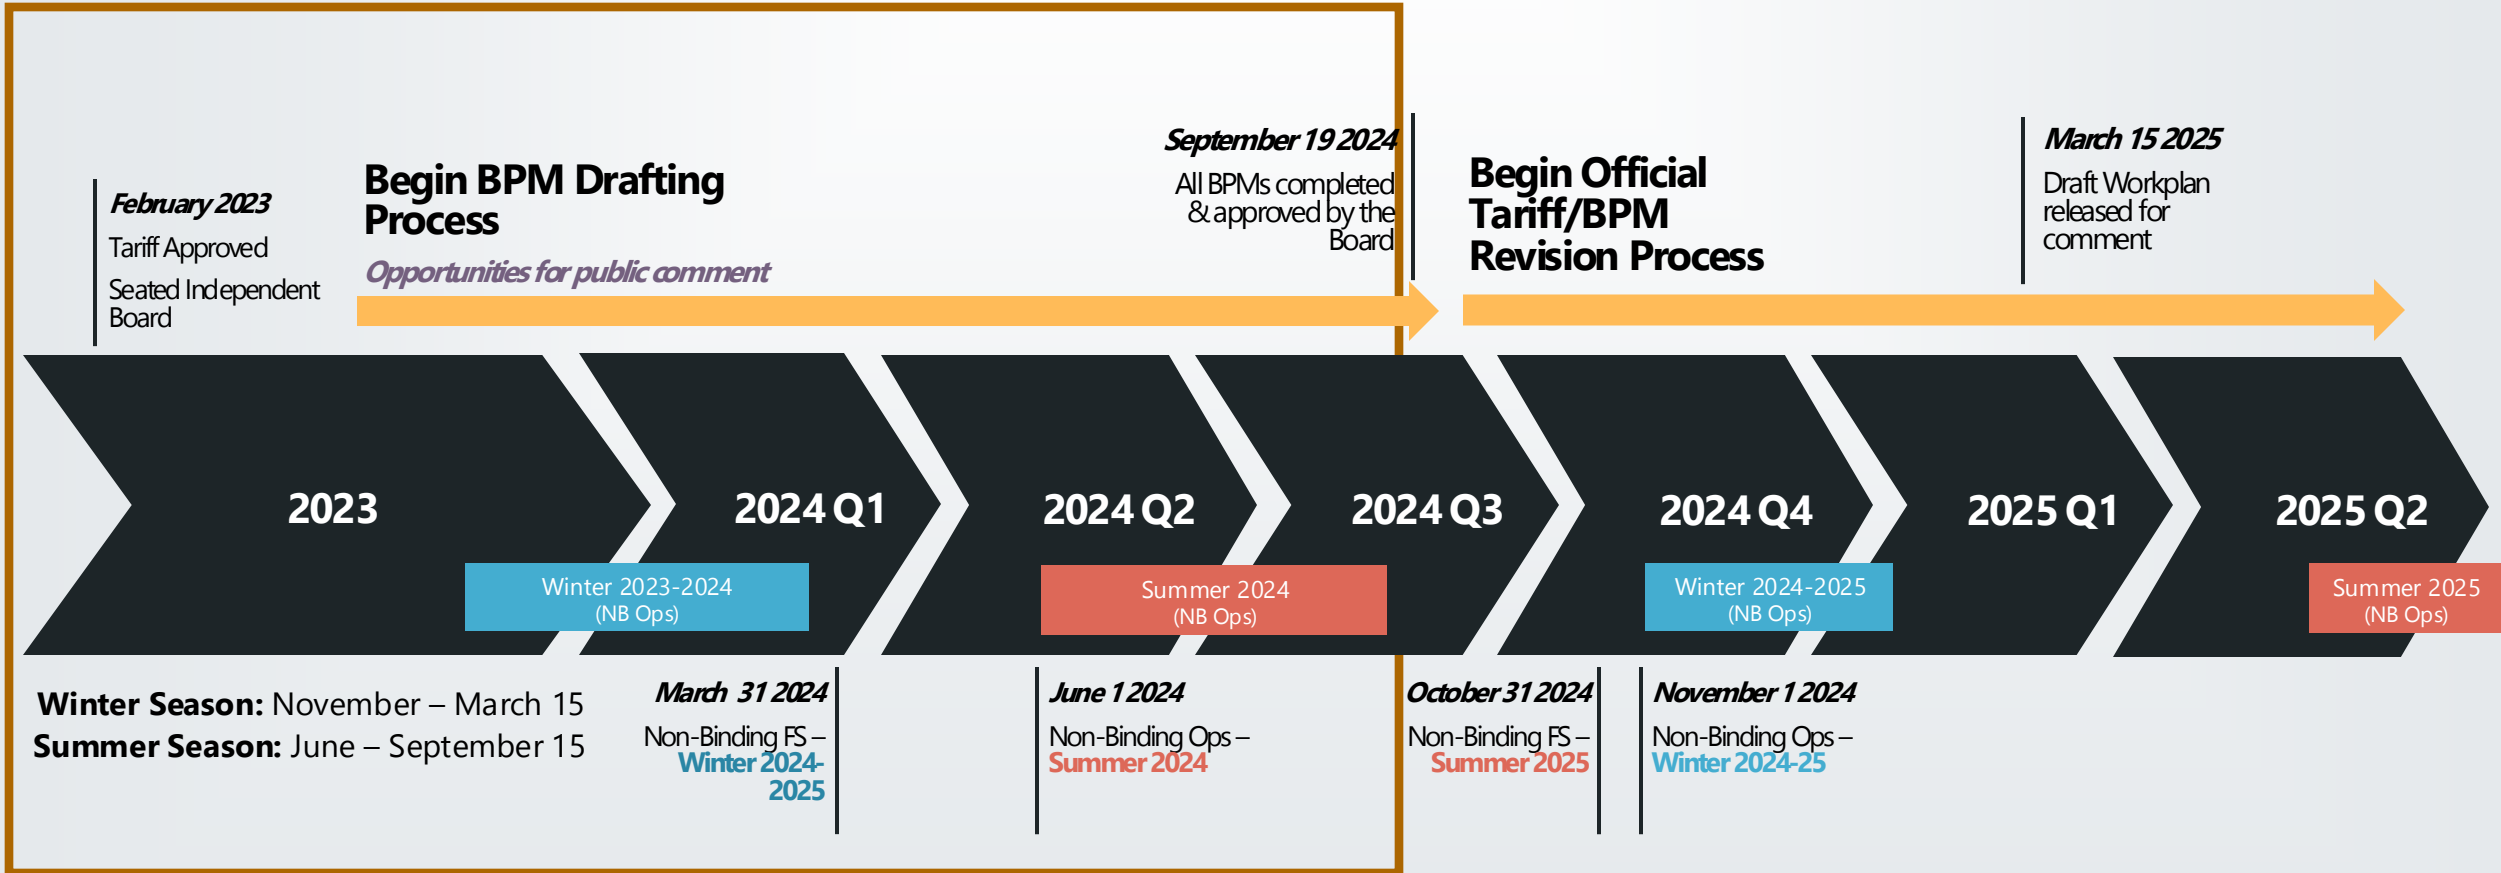 February 2023
Tariff Approved
Seated Independent
Board
Begin BPM Drafting
Process
Opportunities for public comment
September 19 2024
All BPMs completed
& approved by the
Board
Begin Official
Tariff/BPM
Revision Process
March 15 2025
Draft Workplan
released for
comment
2023
2024 Q1
2024 Q2
2024 Q3
2024 Q4
2025 Q1
2025 Q2
Winter 2023-2024
(NB Ops)
Summer 2024
(NB Ops)
Winter 2024-2025
(NB Ops)
Summer 2025
(NB Ops)
Winter Season: November – March 15
Summer Season: June – September 15
March 31 2024
Non-Binding FS –
Winter 2024-
2025
June 1 2024
Non-Binding Ops –
Summer 2024
October 31 2024
Non-Binding FS –
Summer 2025
November 1 2024
Non-Binding Ops –
Winter 2024-25